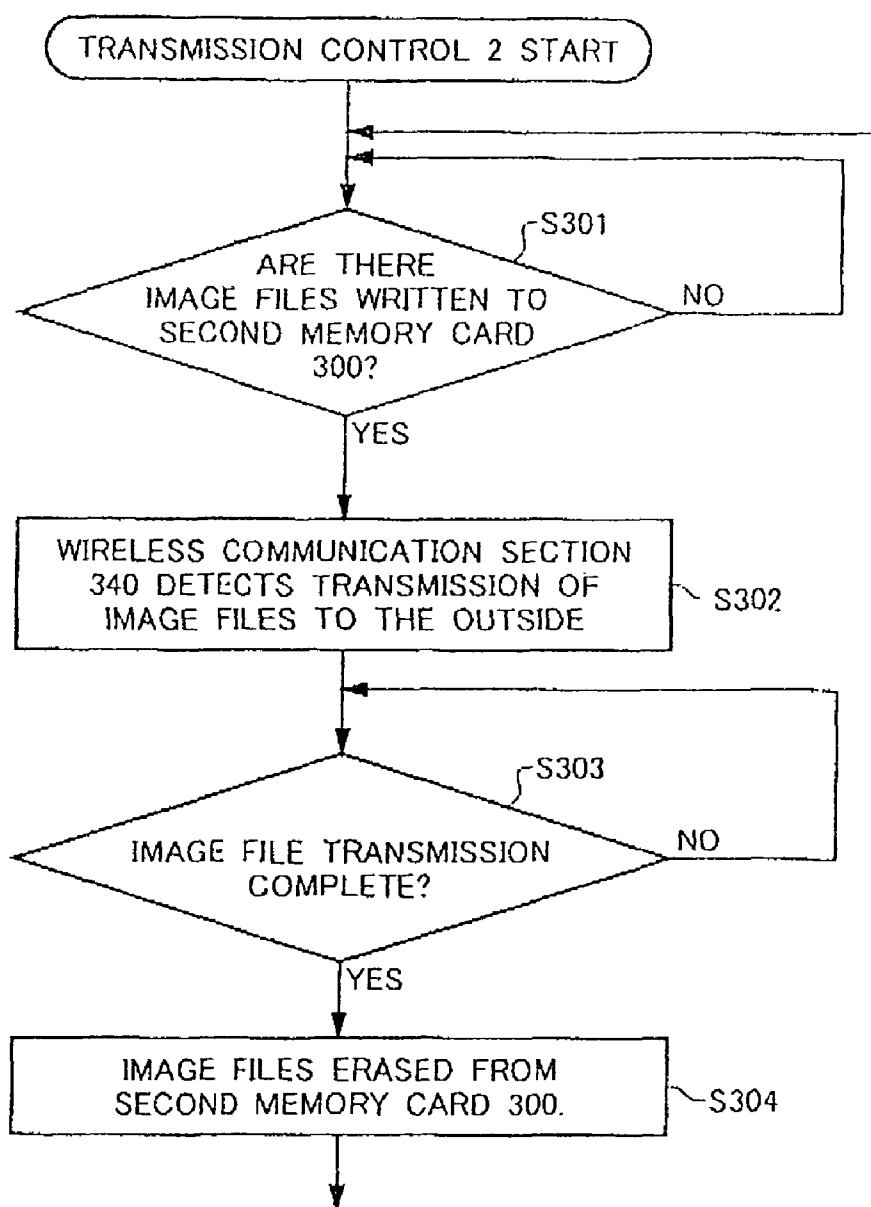 TRANSMISSION CONTROL 2 START
S301
ARE THERE
IMAGE FILES WRITTEN TO
SECOND MEMORY CARD
300?
NO
YES
WIRELESS COMMUNICATION SECTION
340 DETECTS TRANSMISSION OF
IMAGE FILES TO THE OUTSIDE
S302
S303
IMAGE FILE TRANSMISSION
COMPLETE?
NO
YES
IMAGE FILES ERASED FROM
SECOND MEMORY CARD 300.
S304